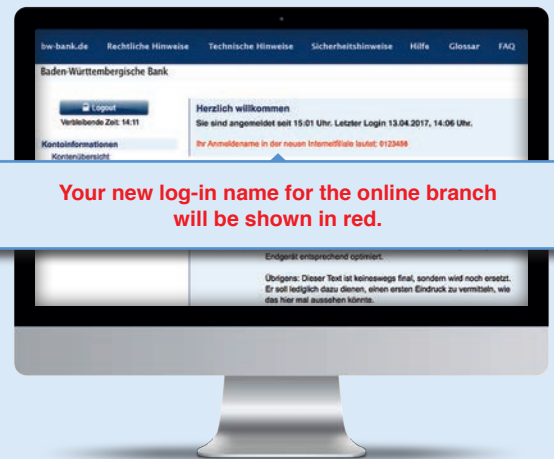 bw-bank.de Rechtliche Hinweise Technische Hinweise Sicherheitshinweise Hilfe Glossar FAQ
Baden-Württembergische Bank
Logout
Verbleibende Zeit: 14:11
Kontoinformationen
Kontenübersicht
Herzlich willkommen
Sie sind angemeldet seit 15:01 Uhr. Letzter Login 13.04.2017, 14:06 Uhr.
Ihr Anmeldename in der neuen Internetfiliale lautet: 0123456
Your new log-in name for the online branch
will be shown in red.
Endgerät entsprechend optimiert.
Übrigens: Dieser Text ist keineswegs final, sondern wird noch ersetzt.
Er soll lediglich dazu dienen, einen ersten Eindruck zu vermitteln, wie
das hier mal aussehen könnte.